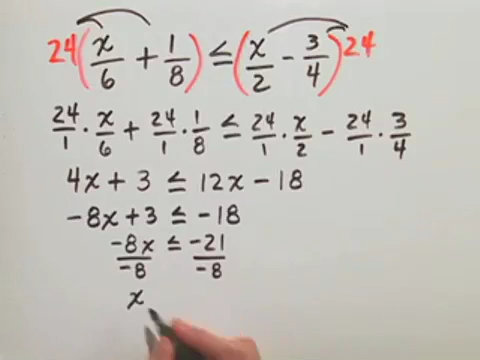 24(x/6 + 1/8) ≤ (x/2 - 3/4)24
24/1 · x/6 + 24/1 · 1/8 ≤ 24/1 · x/2 - 24/1 · 3/4
4x + 3 ≤ 12x - 18
-8x + 3 ≤ -18
-8x/-8 ≤ -21/-8
x